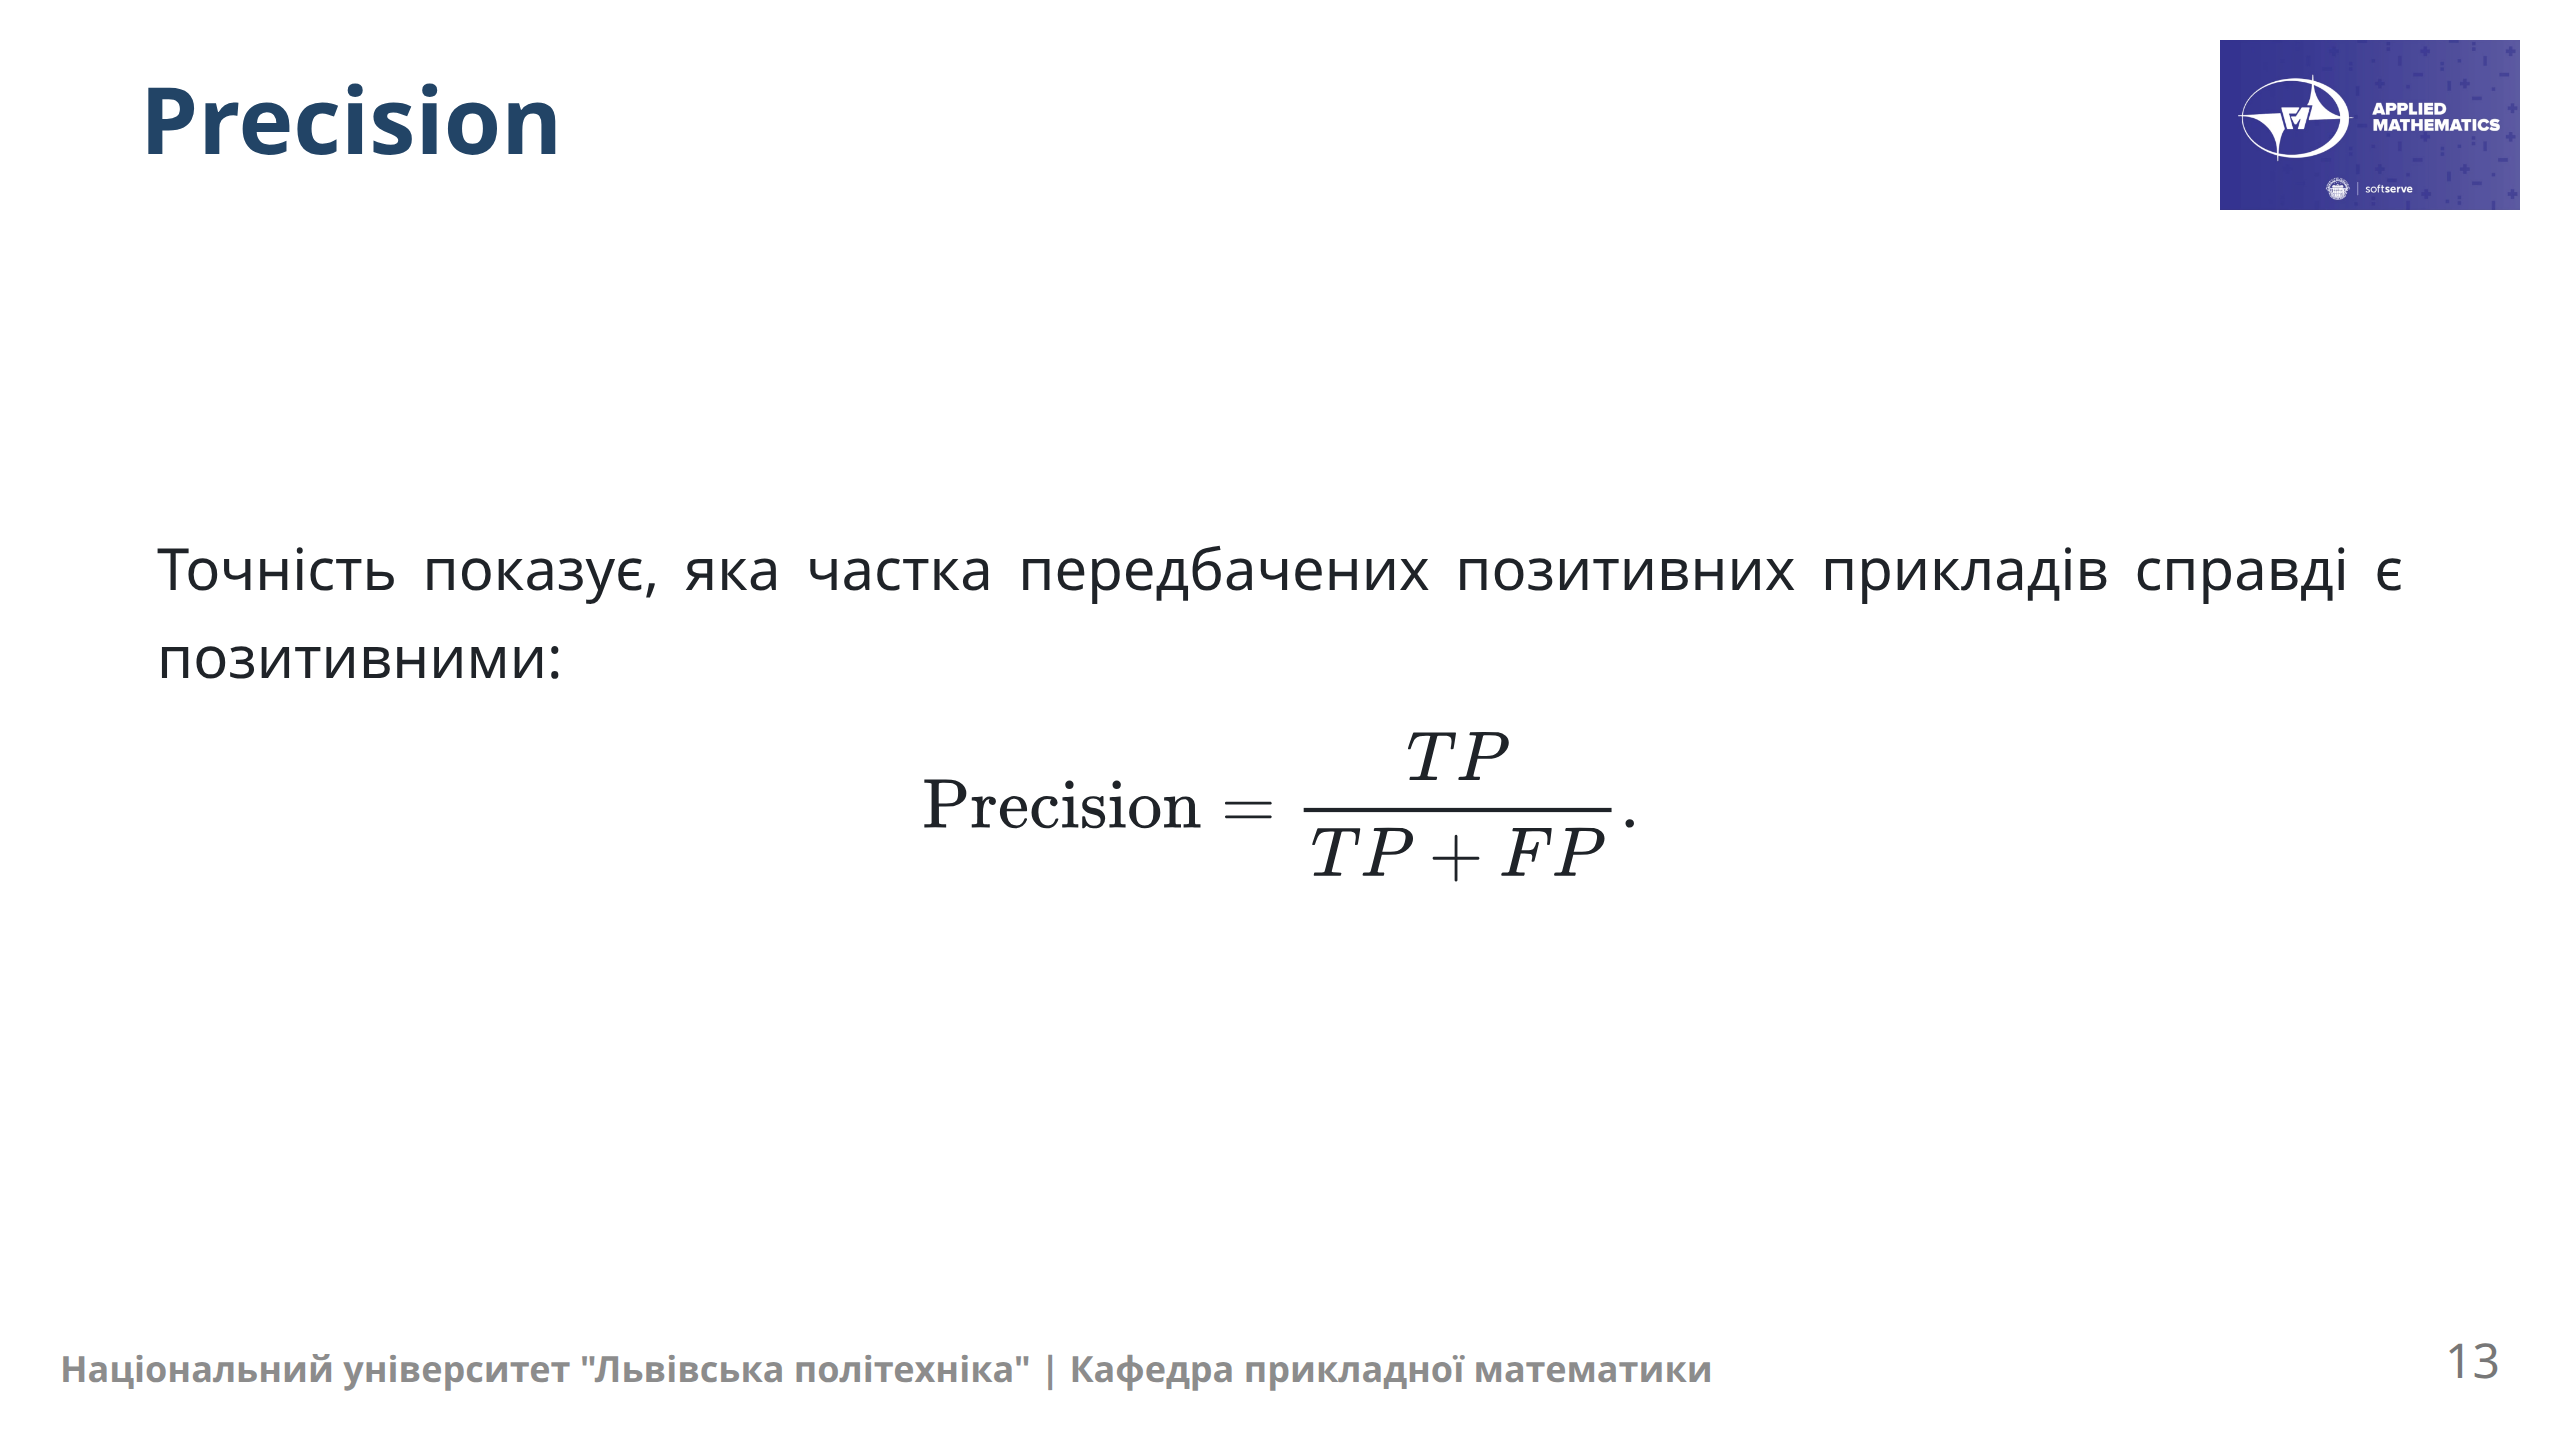 Precision
APPLIED
MATHEMATICS
softserve
Точність показує, яка частка передбачених позитивних прикладів справді є
позитивними:
Precision = TP / (TP + FP).
Національний університет "Львівська політехніка" | Кафедра прикладної математики
13